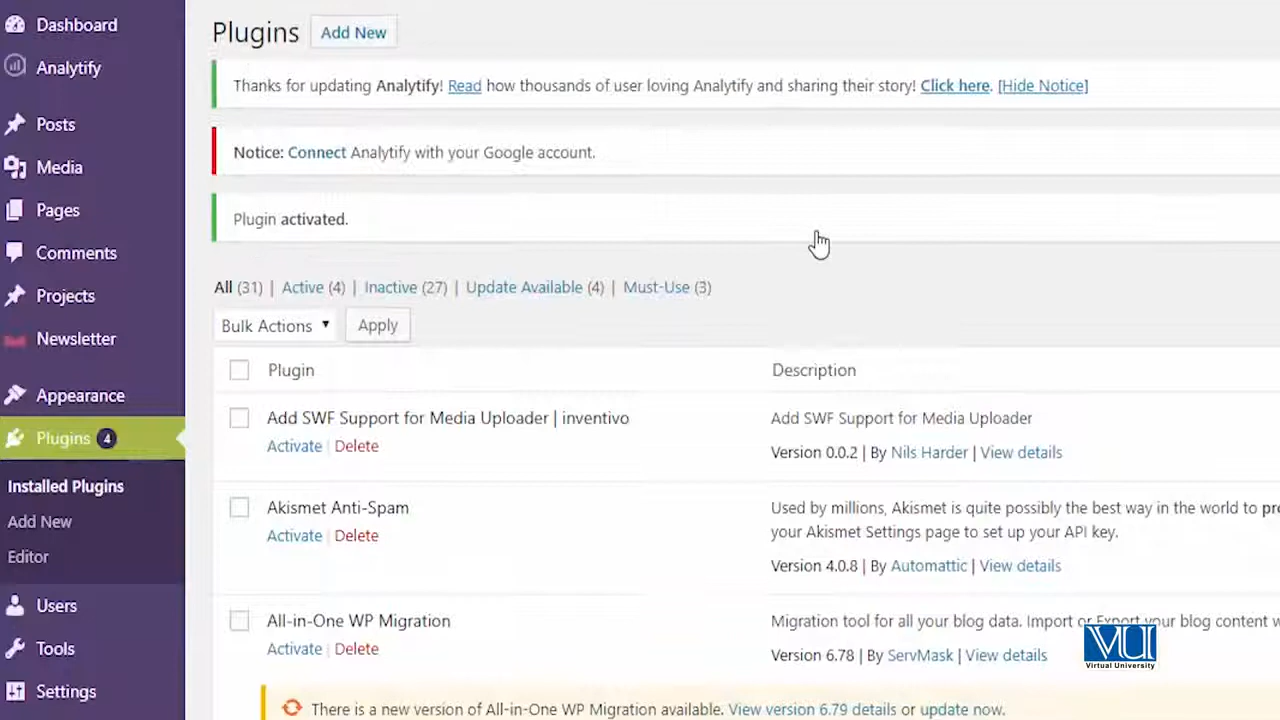 Dashboard
Analytify
Posts
Media
Pages
Comments
Projects
Newsletter
Appearance
Plugins 4
Installed Plugins
Add New
Editor
Users
Tools
Settings
Plugins Add New
Thanks for updating Analytify! Read how thousands of user loving Analytify and sharing their story! Click here. [Hide Notice]
Notice: Connect Analytify with your Google account.
Plugin activated.
All (31) | Active (4) | Inactive (27) | Update Available (4) | Must-Use (3)
Bulk Actions Apply
Plugin Description
Add SWF Support for Media Uploader | inventivo
Activate | Delete
Add SWF Support for Media Uploader
Version 0.0.2 | By Nils Harder | View details
Akismet Anti-Spam
Activate | Delete
Used by millions, Akismet is quite possibly the best way in the world to pr
your Akismet Settings page to set up your API key.
Version 4.0.8 | By Automattic | View details
All-in-One WP Migration
Activate | Delete
Migration tool for all your blog data. Import or Export your blog content w
Version 6.78 | By ServMask | View details
There is a new version of All-in-One WP Migration available. View version 6.79 details or update now.
VU
Virtual University